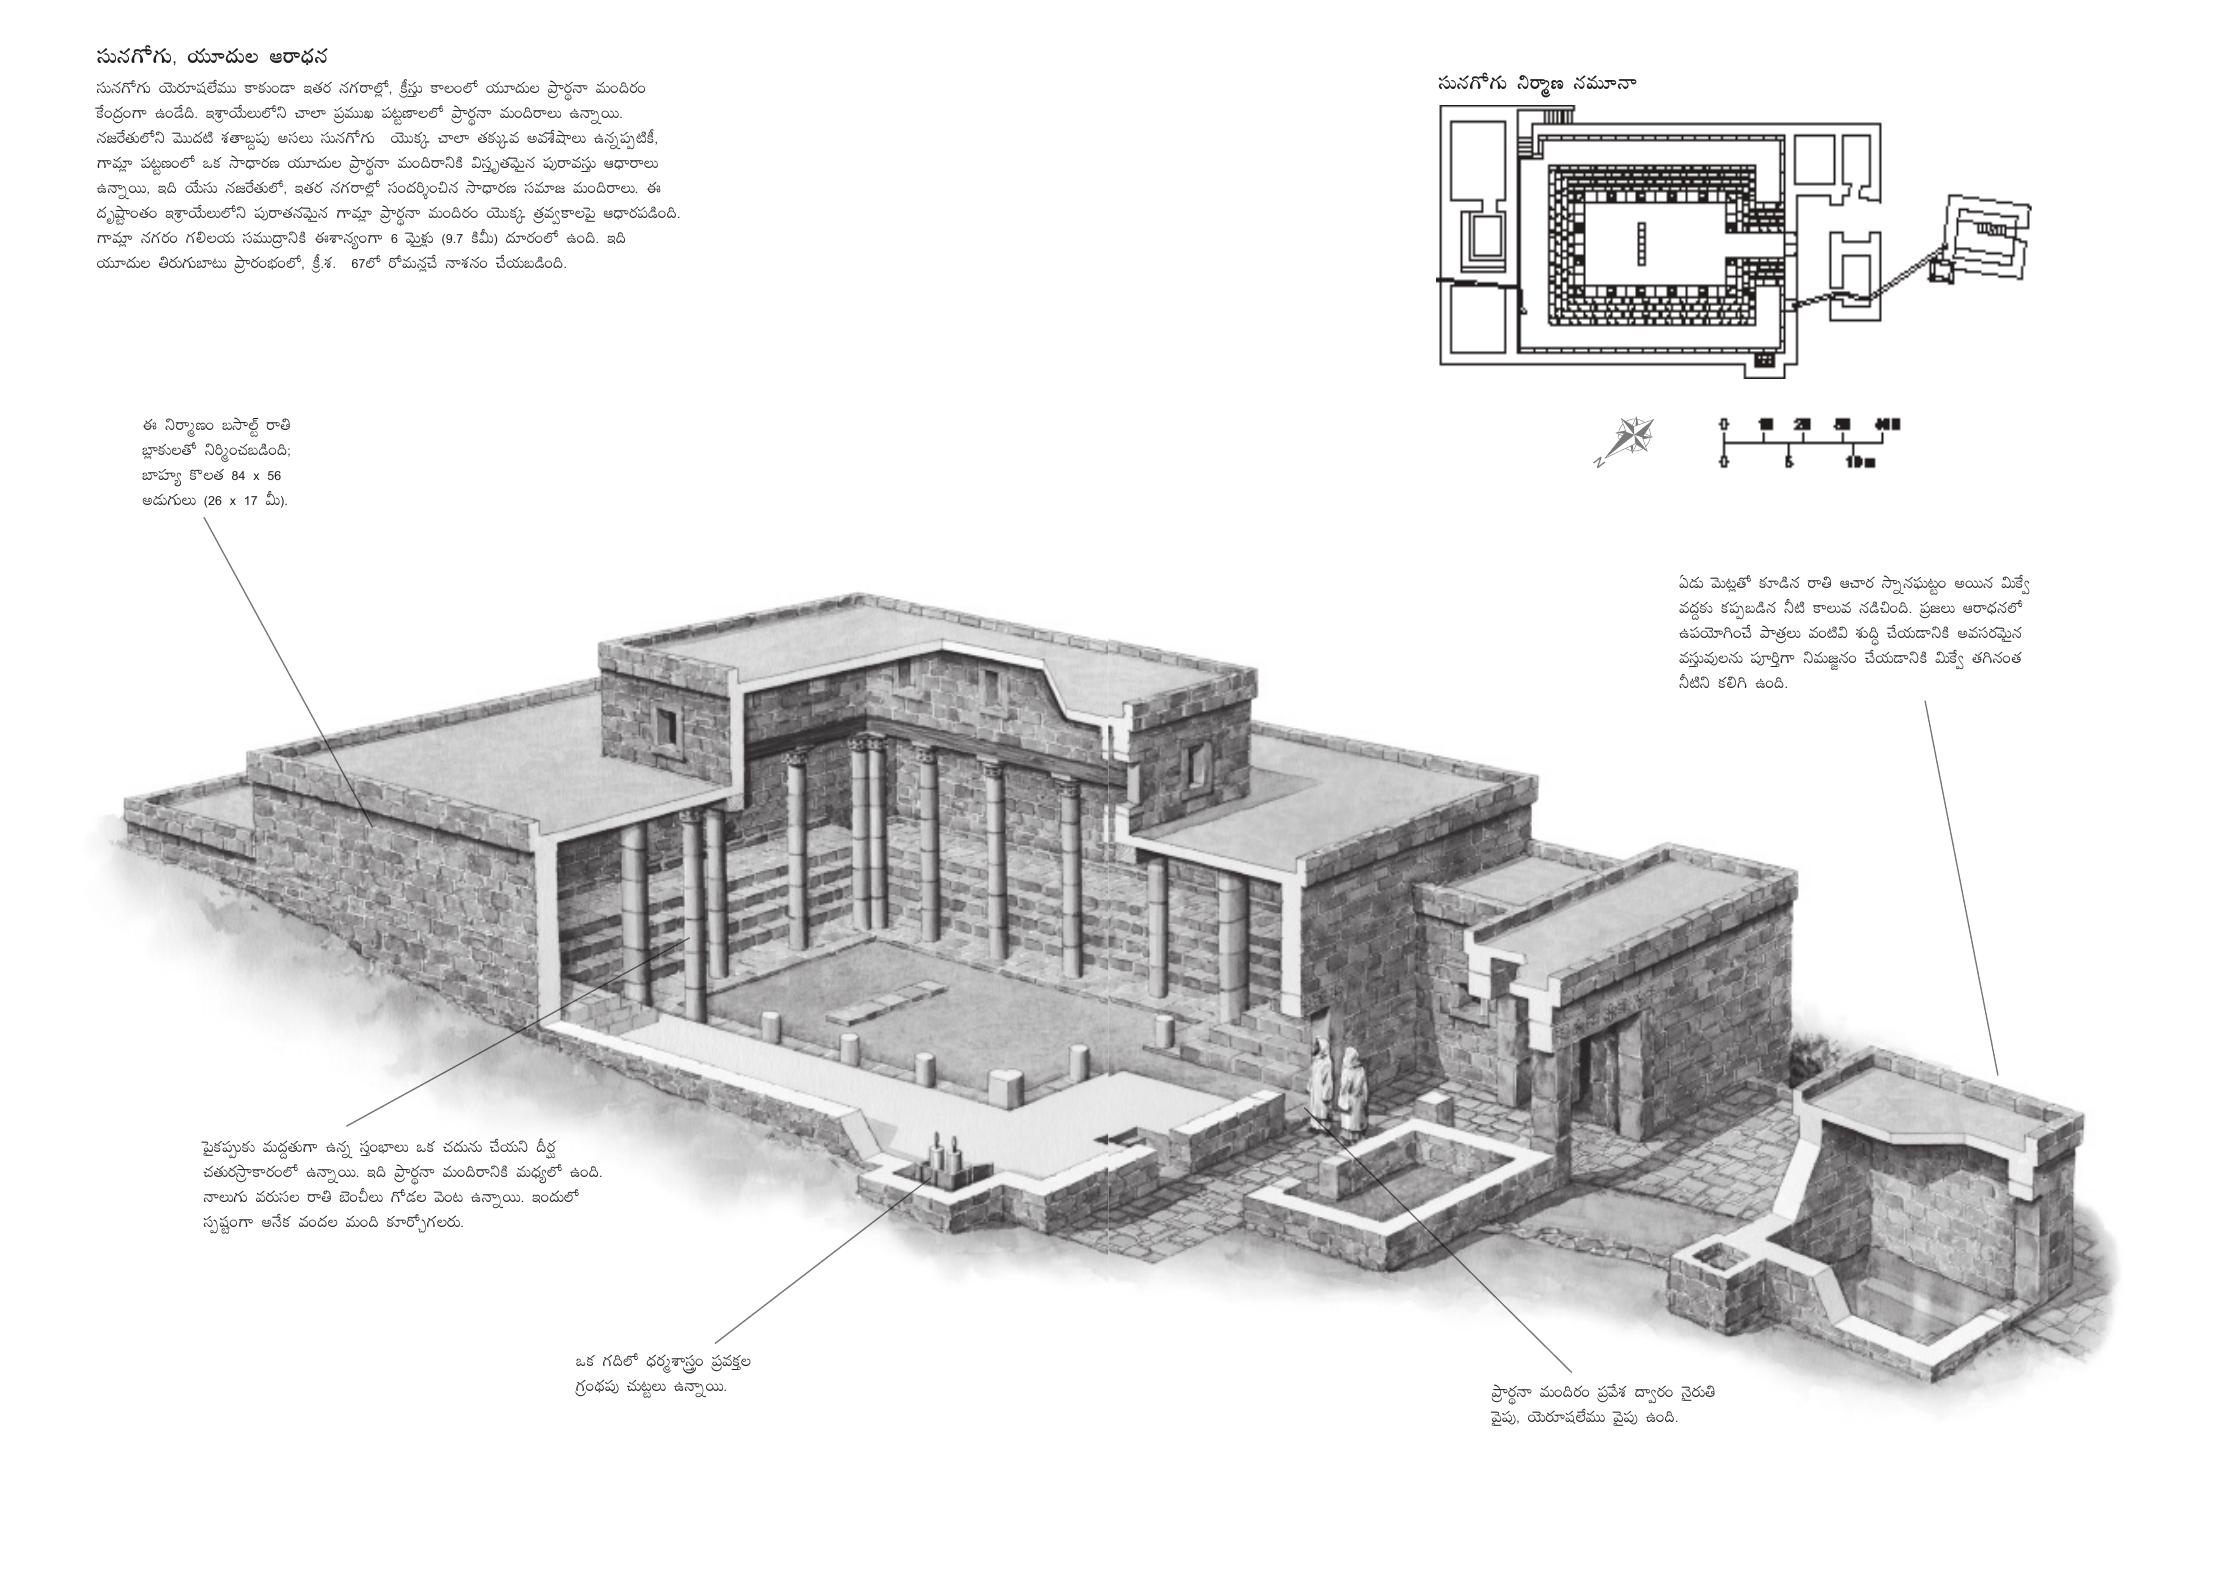 సునగోగు, యూదుల ఆరాధన
సునగోగు యెరూషలేము కాకుండా ఇతర నగరాల్లో, క్రీస్తు కాలంలో యూదుల ప్రార్థనా మందిరం
కేంద్రంగా ఉండేది. ఇశ్రాయేలులోని చాలా ప్రముఖ పట్టణాలలో ప్రార్థనా మందిరాలు ఉన్నాయి.
నజరేతులోని మొదటి శతాబ్దపు అసలు సునగోగు యొక్క చాలా తక్కువ అవశేషాలు ఉన్నప్పటికీ,
గామ్లా పట్టణంలో ఒక సాధారణ యూదుల ప్రార్థనా మందిరానికి విస్తృతమైన పురావస్తు ఆధారాలు
ఉన్నాయి, ఇది యేసు నజరేతులో, ఇతర నగరాల్లో సందర్శించిన సాధారణ సమాజ మందిరాలు. ఈ
దృష్టాంతం ఇశ్రాయేలులోని పురాతనమైన గామ్లా ప్రార్థనా మందిరం యొక్క త్రవ్వకాలపై ఆధారపడింది.
గామ్లా నగరం గలిలయ సముద్రానికి ఈశాన్యంగా 6 మైళ్లు (9.7 కిమీ) దూరంలో ఉంది. ఇది
యూదుల తిరుగుబాటు ప్రారంభంలో, క్రీ.శ. 67లో రోమన్లచే నాశనం చేయబడింది.
సునగోగు నిర్మాణ నమూనా
N
0 10 20 30 40 ft
0 5 10 m
ఈ నిర్మాణం బసాల్ట్ రాతి
బ్లాకులతో నిర్మించబడింది;
బాహ్య కొలత 84 x 56
అడుగులు (26 x 17 మీ).
ఏడు మెట్లతో కూడిన రాతి ఆచార స్నానఘట్టం అయిన మిక్వే
వద్దకు కప్పబడిన నీటి కాలువ నడిచింది. ప్రజలు ఆరాధనలో
ఉపయోగించే పాత్రలు వంటివి శుద్ధి చేయడానికి అవసరమైన
వస్తువులను పూర్తిగా నిమజ్జనం చేయడానికి మిక్వే తగినంత
నీటిని కలిగి ఉంది.
పైకప్పుకు మద్దతుగా ఉన్న స్తంభాలు ఒక చదును చేయని దీర్ఘ
చతురస్రాకారంలో ఉన్నాయి. ఇది ప్రార్థనా మందిరానికి మధ్యలో ఉంది.
నాలుగు వరుసల రాతి బెంచీలు గోడల వెంట ఉన్నాయి. ఇందులో
స్పష్టంగా అనేక వందల మంది కూర్చోగలరు.
ఒక గదిలో ధర్మశాస్త్రం ప్రవక్తల
గ్రంథపు చుట్టలు ఉన్నాయి.
ప్రార్థనా మందిరం ప్రవేశ ద్వారం నైరుతి
వైపు, యెరూషలేము వైపు ఉంది.